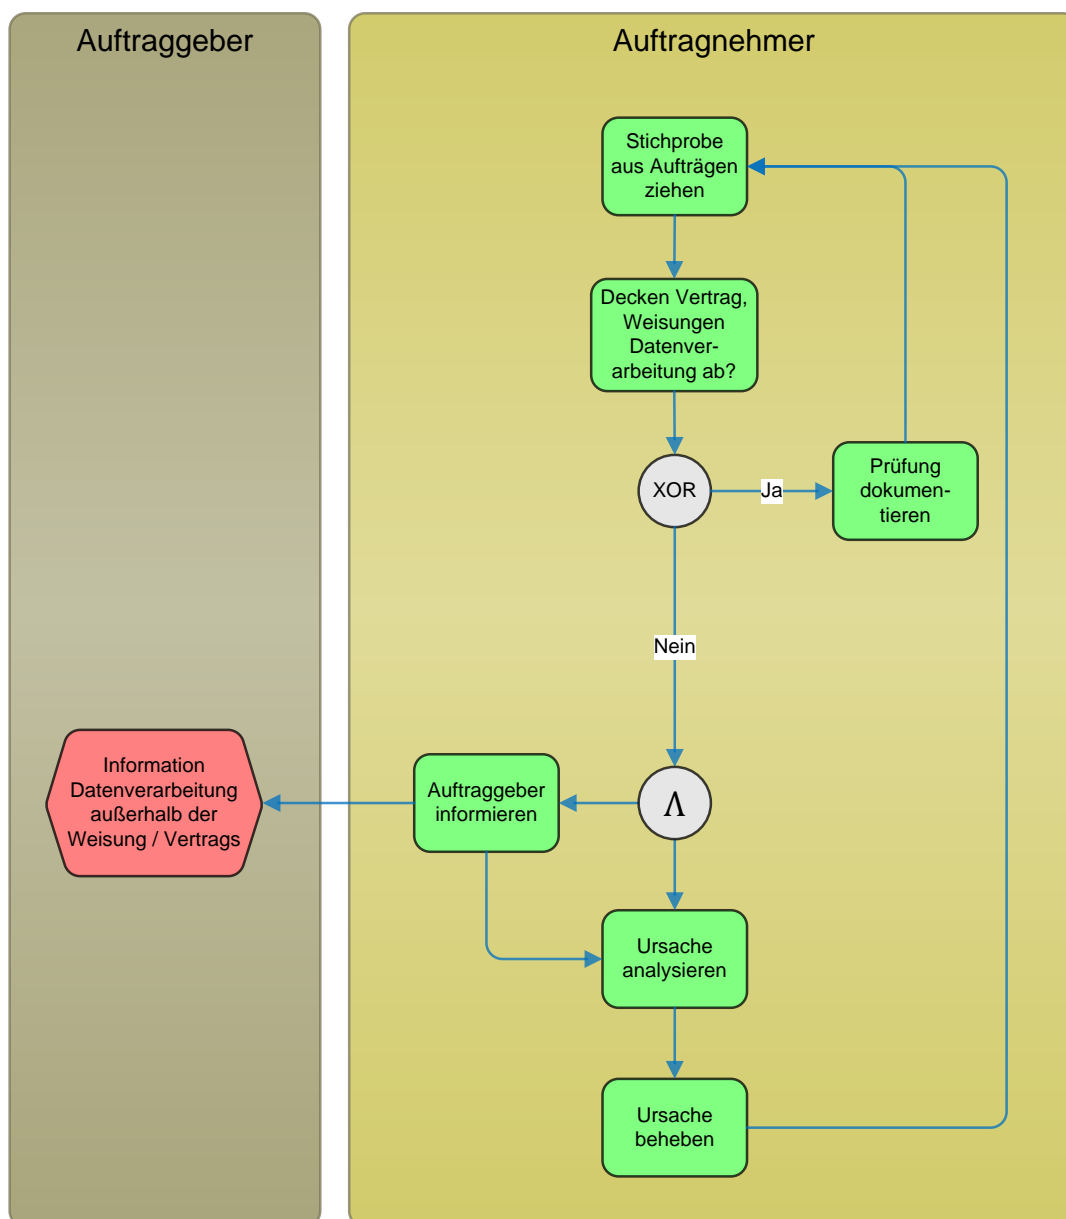 Auftraggeber
Auftragnehmer
Stichprobe
aus Aufträgen
ziehen
Decken Vertrag,
Weisungen
Datenver-
arbeitung ab?
XOR
Ja
Prüfung
dokumen-
tieren
Nein
Information
Datenverarbeitung
außerhalb der
Weisung / Vertrags
Auftraggeber
informieren
Λ
Ursache
analysieren
Ursache
beheben